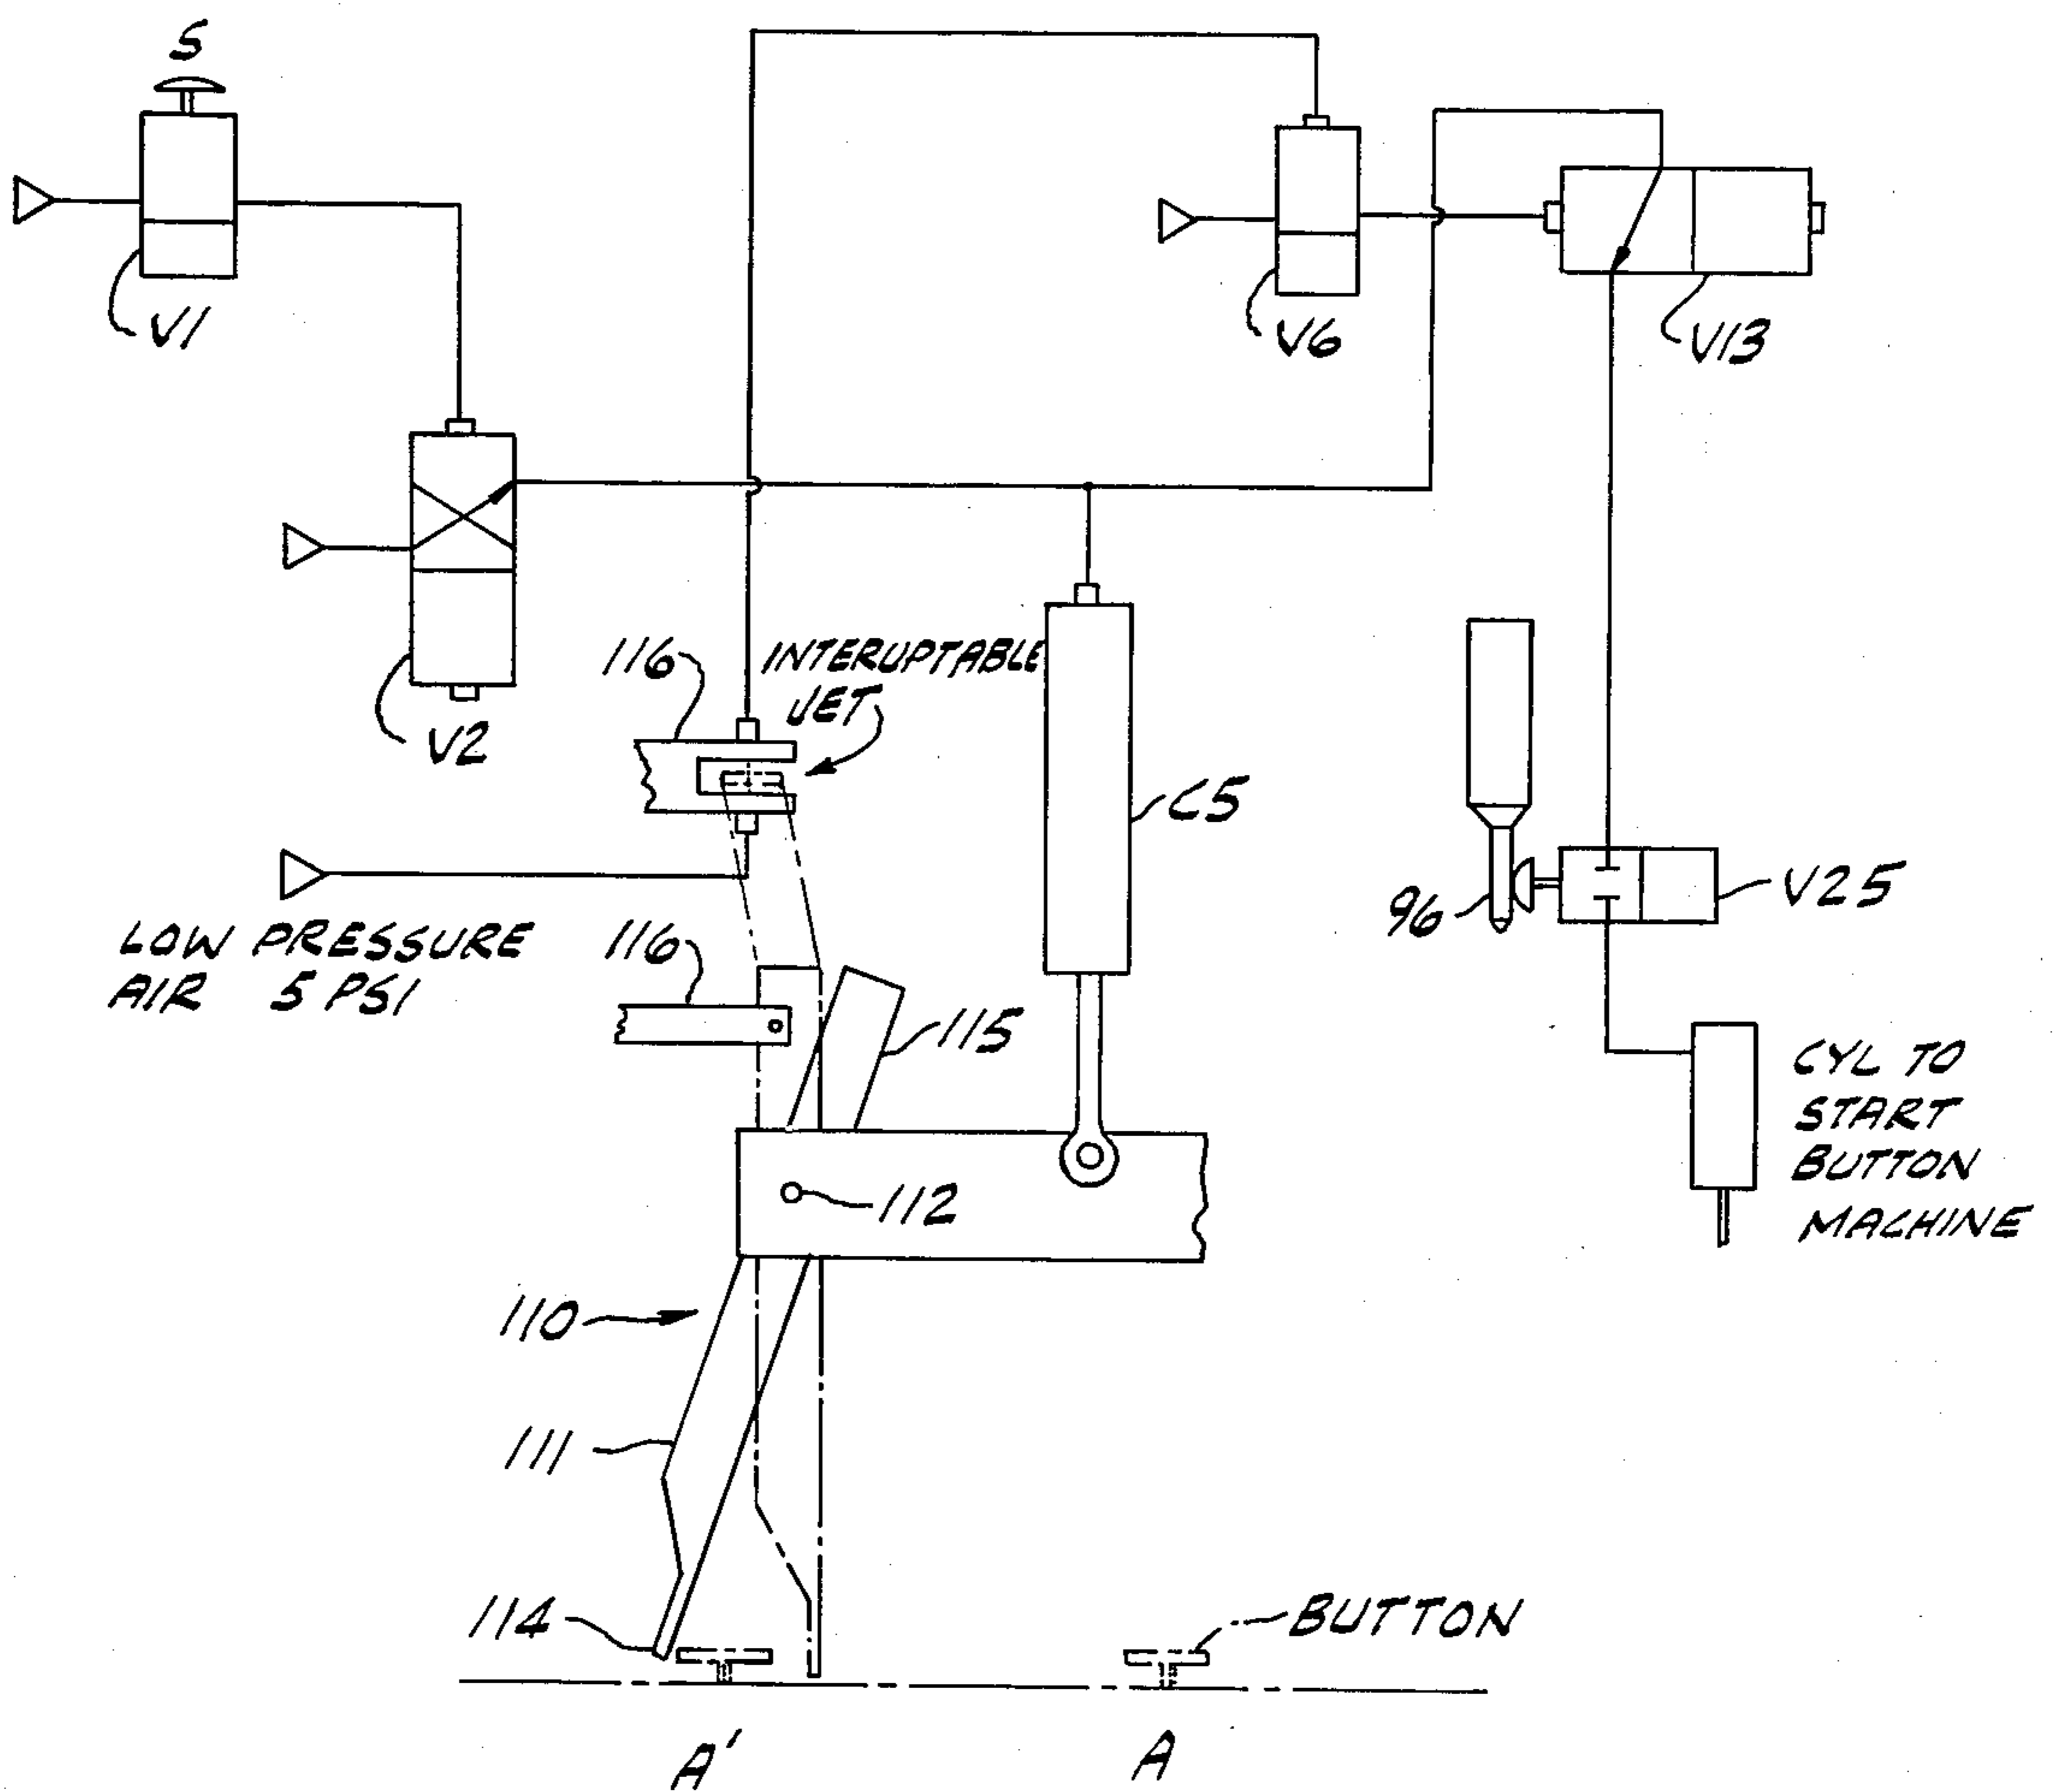 S
V1
V6
V13
V2
116
INTERUPTABLE
JET
C5
96
V25
LOW PRESSURE
AIR 5 PSI
116
115
CYL TO
START
BUTTON
MACHINE
112
110
111
114
BUTTON
A'
A